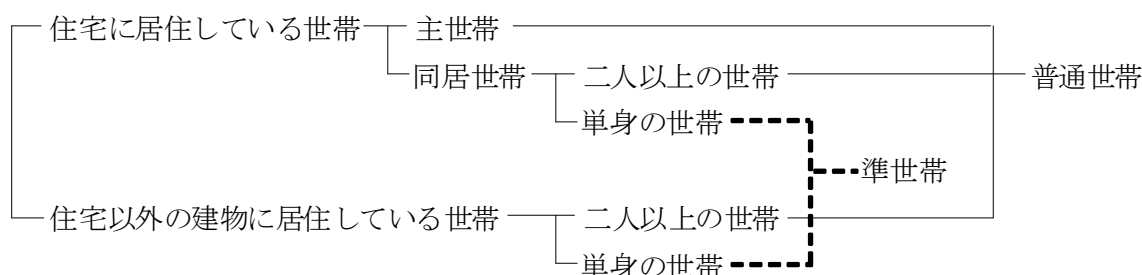 住宅に居住している世帯 主世帯
同居世帯 二人以上の世帯 普通世帯
単身の世帯
準世帯
住宅以外の建物に居住している世帯 二人以上の世帯
単身の世帯